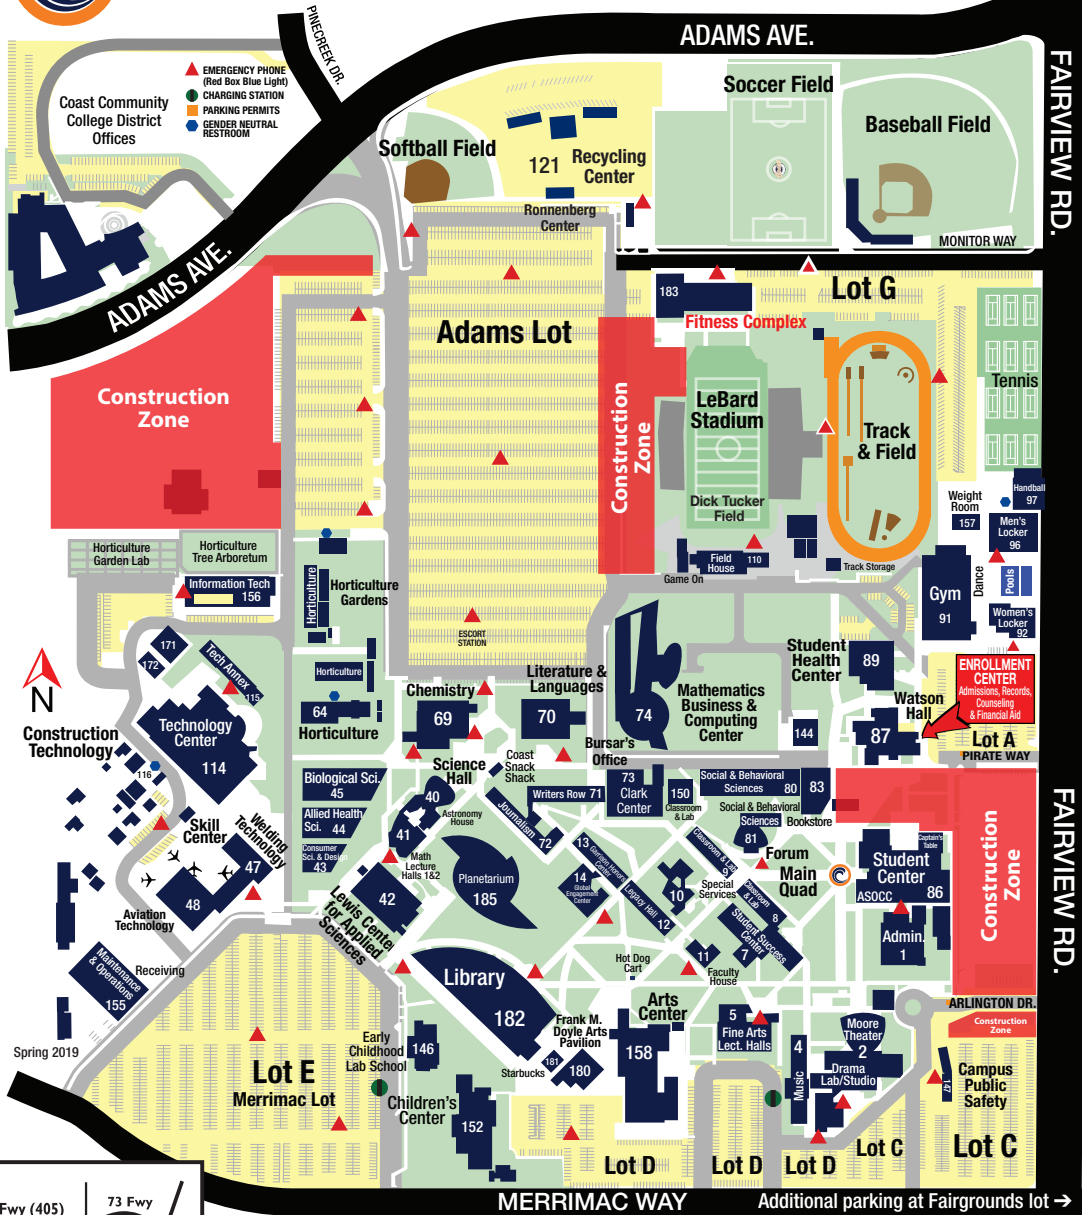 ADAMS AVE.
PINECREEK DR.
FAIRVIEW RD.
EMERGENCY PHONE
(Red Box Blue Light)
CHARGING STATION
PARKING PERMITS
GENDER NEUTRAL
RESTROOM
Coast Community
College District
Offices
Soccer Field
Baseball Field
Softball Field
121
Recycling
Center
Ronnenberg
Center
MONITOR WAY
ADAMS AVE.
183
Lot G
Fitness Complex
Adams Lot
Construction
Zone
Construction
Zone
LeBard
Stadium
Tennis
Track
& Field
Dick Tucker
Field
Handball
97
Weight
Room
157
Men's
Locker
96
Horticulture
Garden Lab
Horticulture
Tree Arboretum
Field
House
110
Game On
Track Storage
Dance
Pools
Information Tech
156
Horticulture
Horticulture
Gardens
Gym
91
Women's
Locker
92
ESCORT
STATION
171
172
Tech Annex
115
Horticulture
Literature &
Languages
Student
Health
Center
89
ENROLLMENT
CENTER
Admissions, Records,
Counseling
& Financial Aid
N
Chemistry
69
70
74
Mathematics
Business &
Computing
Center
Watson
Hall
64
Horticulture
Construction
Technology
Technology
Center
114
144
87
Lot A
PIRATE WAY
Bursar's
Office
Coast
Snack
Shack
Science
Hall
116
Biological Sci.
45
40
Astronomy
House
Writers Row 71
73
Clark
Center
150
Classroom
& Lab
Social & Behavioral
Sciences 80
83
Social & Behavioral
Sciences
81
Bookstore
FAIRVIEW RD.
Allied Health
Sci. 44
41
Journalism
72
Skill
Center
Welding
Technology
47
Consumer
Sci. & Design
43
Math
Lecture
Halls 1&2
13
Garrison Honors
Center
Classroom & Lab
9
Forum
Main
Quad
Captain's
Table
Student
Center
86
ASOCC
Construction
Zone
Planetarium
185
14
Global
Engagement
Center
Legacy Hall
12
10
Special
Services
Classroom
& Lab
8
48
Aviation
Technology
42
Lewis Center
for Applied
Sciences
Student Success
Center
7
Admin.
1
11
Faculty
House
Hot Dog
Cart
Maintenance
& Operations
155
Receiving
Library
182
Arts
Center
ARLINGTON DR.
Construction
Zone
Frank M.
Doyle Arts
Pavilion
5
Fine Arts
Lect. Halls
Moore
Theater
2
Drama
Lab/Studio
4
Music
Spring 2019
Early
Childhood
Lab School
146
158
181
180
Starbucks
147
Campus
Public
Safety
Lot E
Merrimac Lot
Children's
Center
152
Lot D
Lot D
Lot D
Lot C
Lot C
Fwy (405)
73 Fwy
MERRIMAC WAY
Additional parking at Fairgrounds lot →